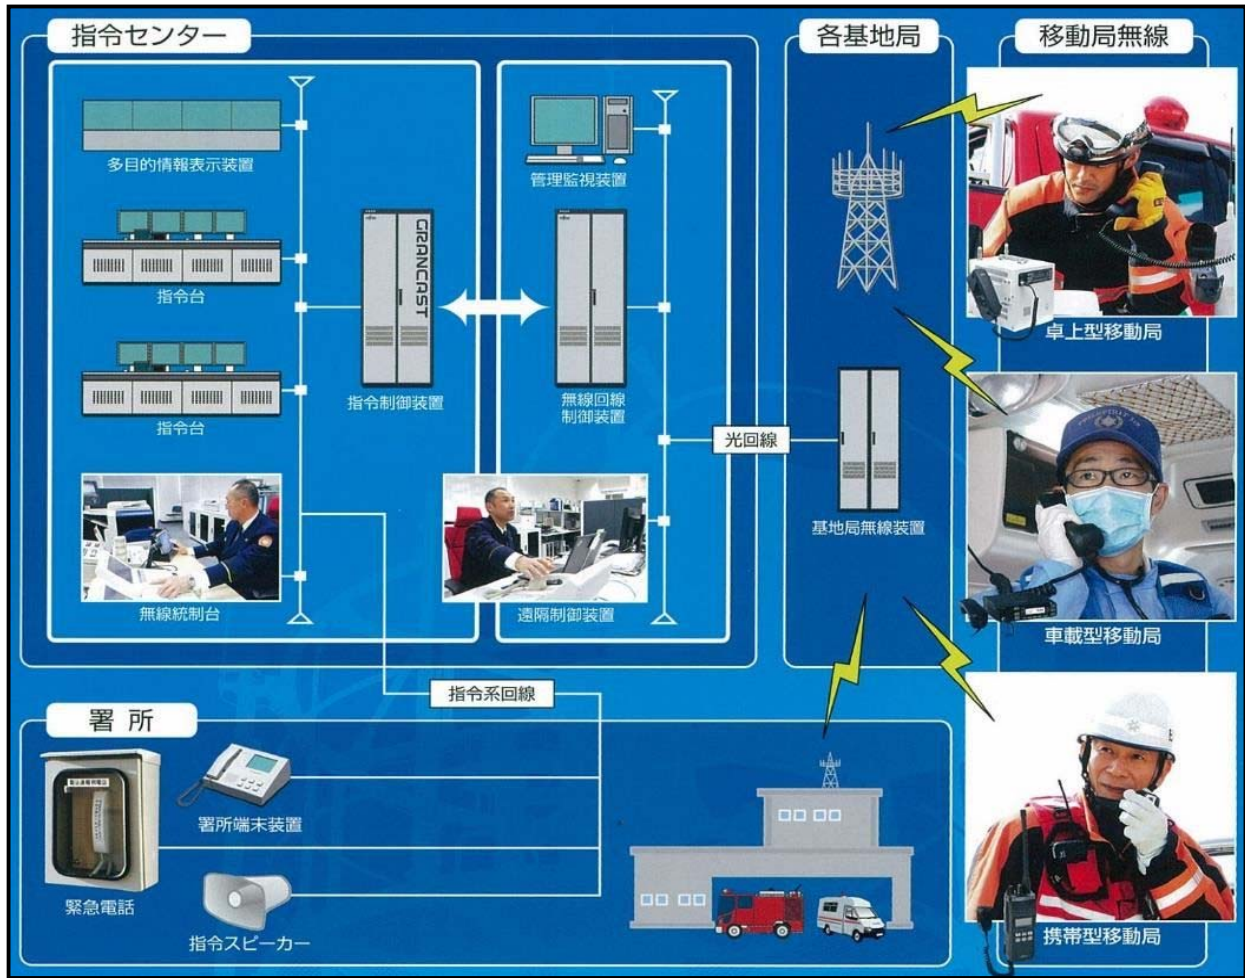 指令センター
各基地局
移動局無線
多目的情報表示装置
管理監視装置
指令台
GRANCAST
指令台
指令制御装置
無線回線
制御装置
卓上型移動局
光回線
基地局無線装置
無線統制台
遠隔制御装置
車載型移動局
指令系回線
署所
署所端末装置
緊急電話
指令スピーカー
携帯型移動局